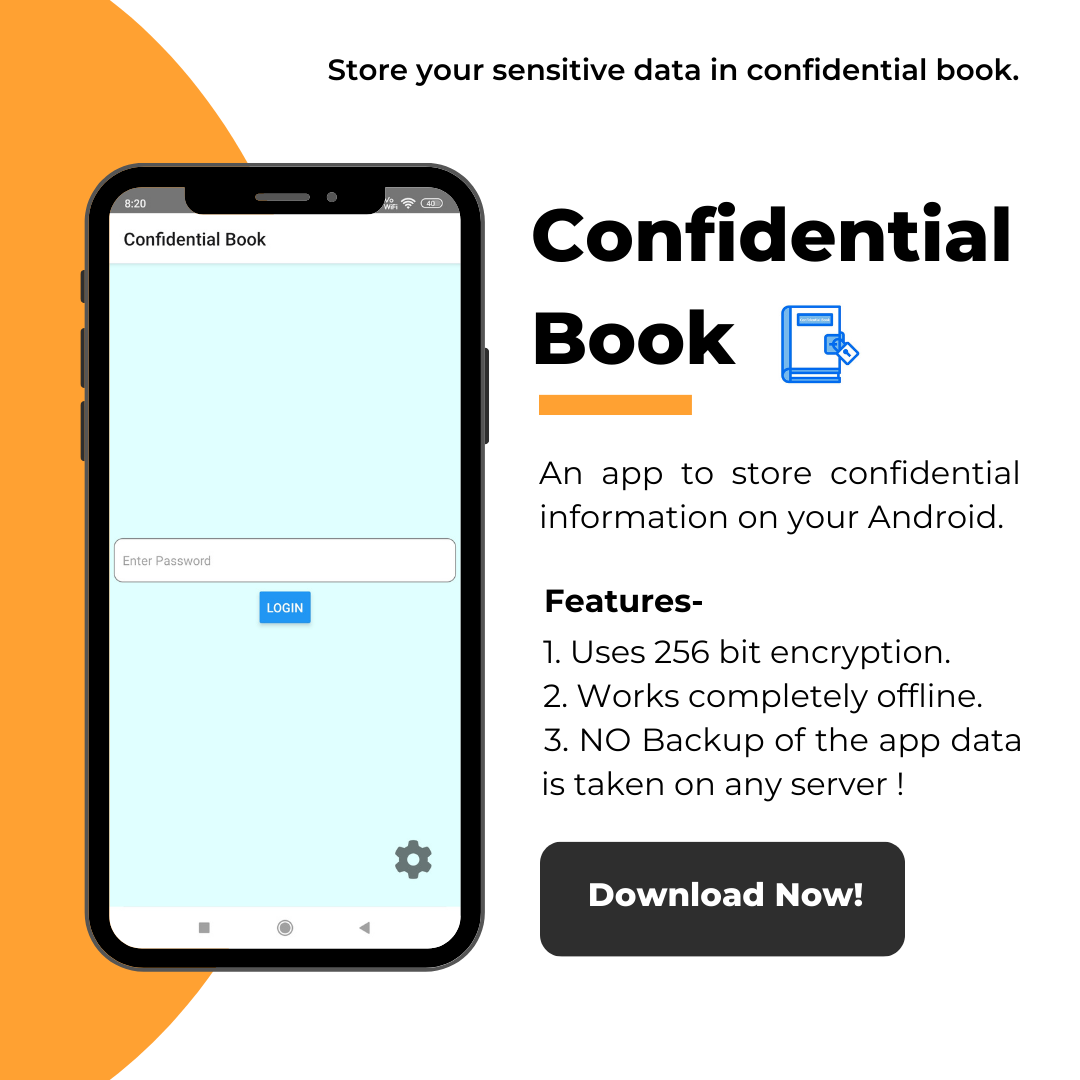 Store your sensitive data in confidential book.
8:20
Vo
WiFi
40
Confidential Book
Enter Password
LOGIN
Confidential
Book
Confidential Book
An app to store confidential
information on your Android.
Features-
1. Uses 256 bit encryption.
2. Works completely offline.
3. NO Backup of the app data
is taken on any server !
Download Now!